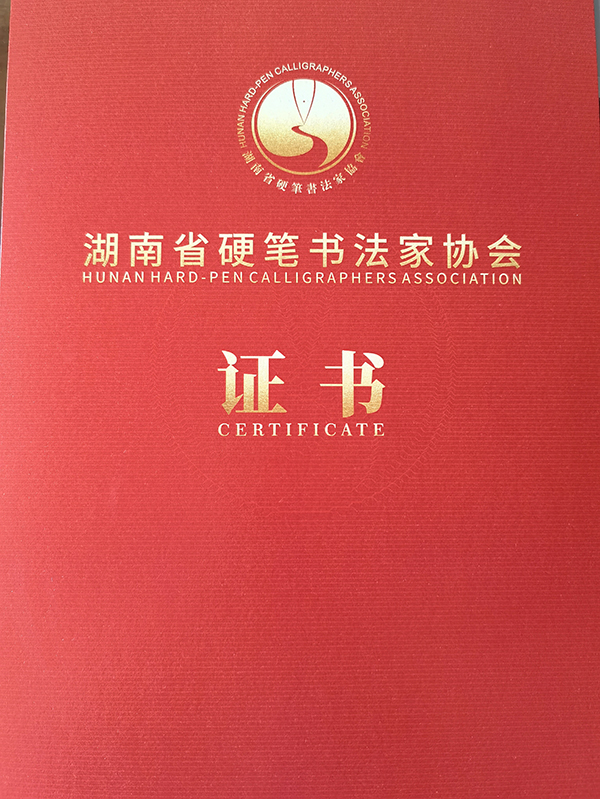 HUNAN HARD-PEN CALLIGRAPHERS ASSOCIATION
湖南省硬筆書法家協會
湖南省硬笔书法家协会
HUNAN HARD-PEN CALLIGRAPHERS ASSOCIATION
证书
CERTIFICATE